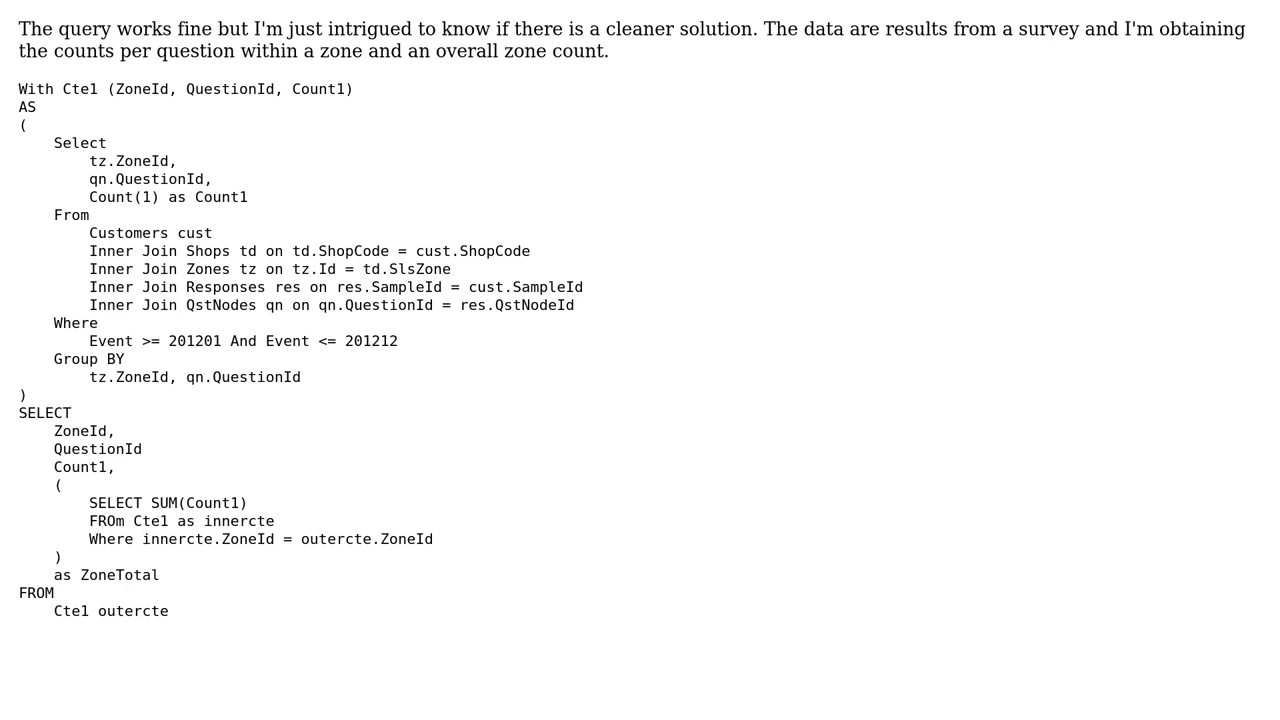 The query works fine but I'm just intrigued to know if there is a cleaner solution. The data are results from a survey and I'm obtaining
the counts per question within a zone and an overall zone count.
With Cte1 (ZoneId, QuestionId, Count1)
AS
(
    Select
        tz.ZoneId,
        qn.QuestionId,
        Count(1) as Count1
    From
        Customers cust
        Inner Join Shops td on td.ShopCode = cust.ShopCode
        Inner Join Zones tz on tz.Id = td.SlsZone
        Inner Join Responses res on res.SampleId = cust.SampleId
        Inner Join QstNodes qn on qn.QuestionId = res.QstNodeId
    Where
        Event >= 201201 And Event <= 201212
    Group BY
        tz.ZoneId, qn.QuestionId
)
SELECT
    ZoneId,
    QuestionId
    Count1,
    (
        SELECT SUM(Count1)
        FROm Cte1 as innercte
        Where innercte.ZoneId = outercte.ZoneId
    )
    as ZoneTotal
FROM
    Cte1 outercte